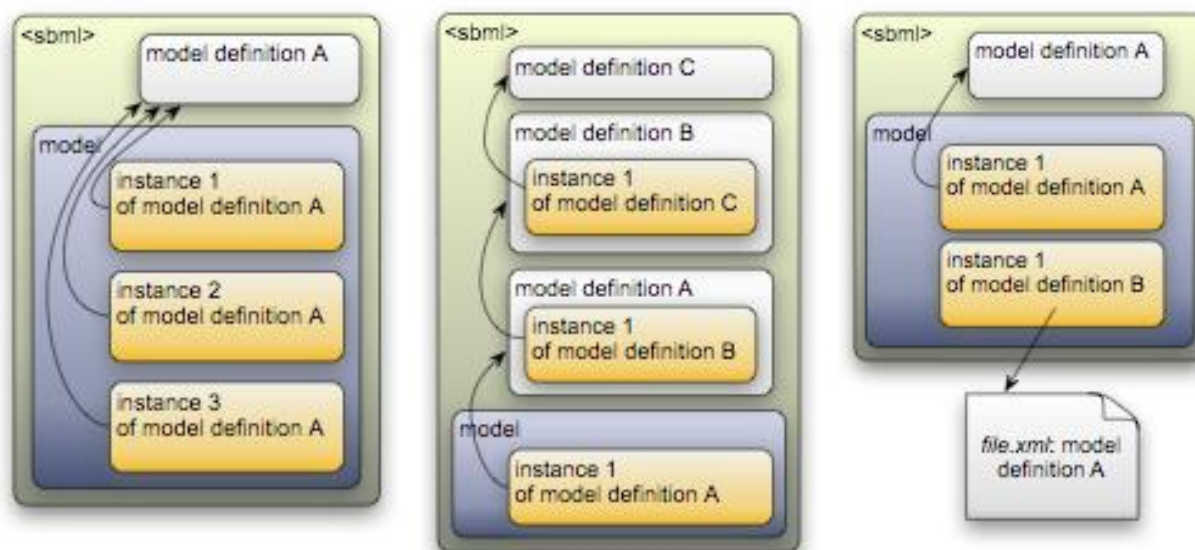 <sbml>
model definition A
model
instance 1
of model definition A
instance 2
of model definition A
instance 3
of model definition A
<sbml>
model definition C
model definition B
instance 1
of model definition C
model definition A
instance 1
of model definition B
model
instance 1
of model definition A
<sbml>
model definition A
model
instance 1
of model definition A
instance 1
of model definition B
file.xml: model
definition A